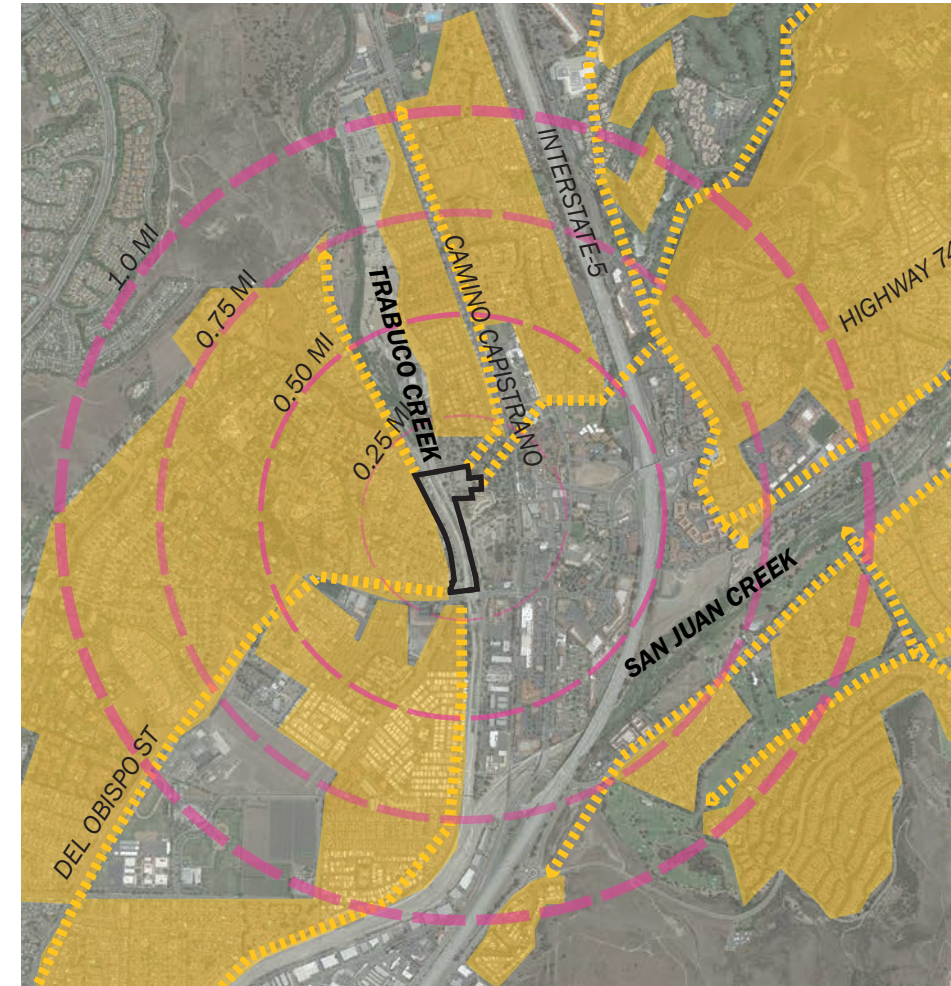 INTERSTATE-5
1.0 MI
CAMINO CAPISTRANO
HIGHWAY 74
0.75 MI
TRABUCO CREEK
0.50 MI
0.25 MI
SAN JUAN CREEK
DEL OBISPO ST